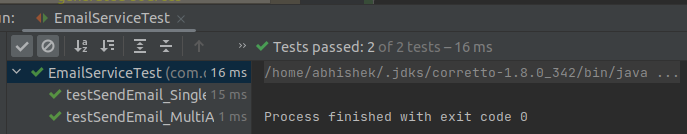 un:
EmailServiceTest
Tests passed: 2 of 2 tests – 16 ms
EmailServiceTest (com.c 16 ms
testSendEmail_Single 15 ms
testSendEmail_MultiA 1 ms
/home/abhishek/.jdks/corretto-1.8.0_342/bin/java ...
Process finished with exit code 0